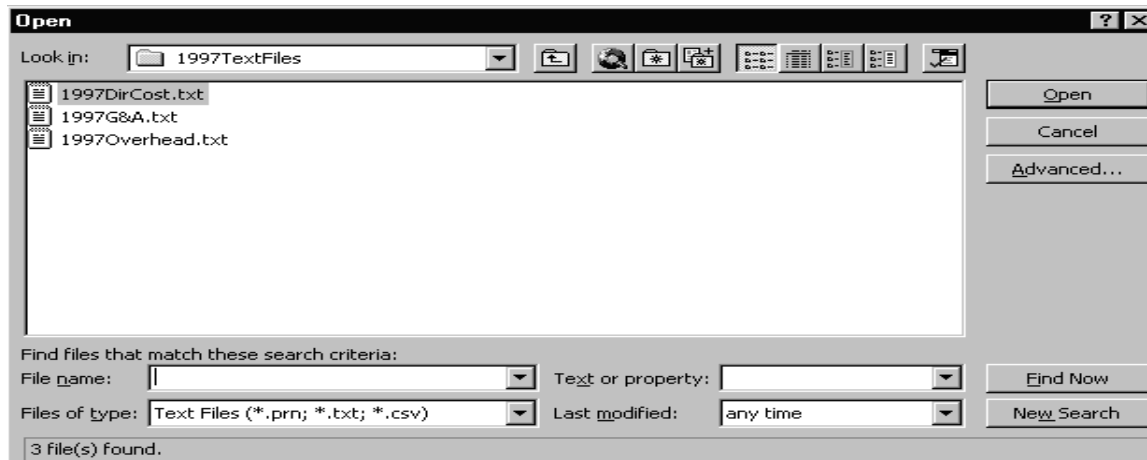 Open
Look in: 1997TextFiles
1997DirCost.txt
1997G&A.txt
1997Overhead.txt
Open
Cancel
Advanced...
Find files that match these search criteria:
File name:
Text or property:
Find Now
Files of type: Text Files (*.prn; *.txt; *.csv)
Last modified: any time
New Search
3 file(s) found.